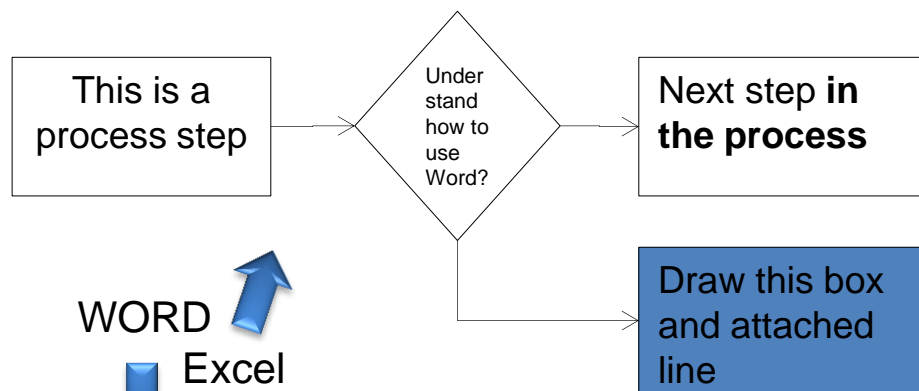 This is a
process step
Under
stand
how to
use
Word?
Next step in
the process
Draw this box
and attached
line
WORD
Excel